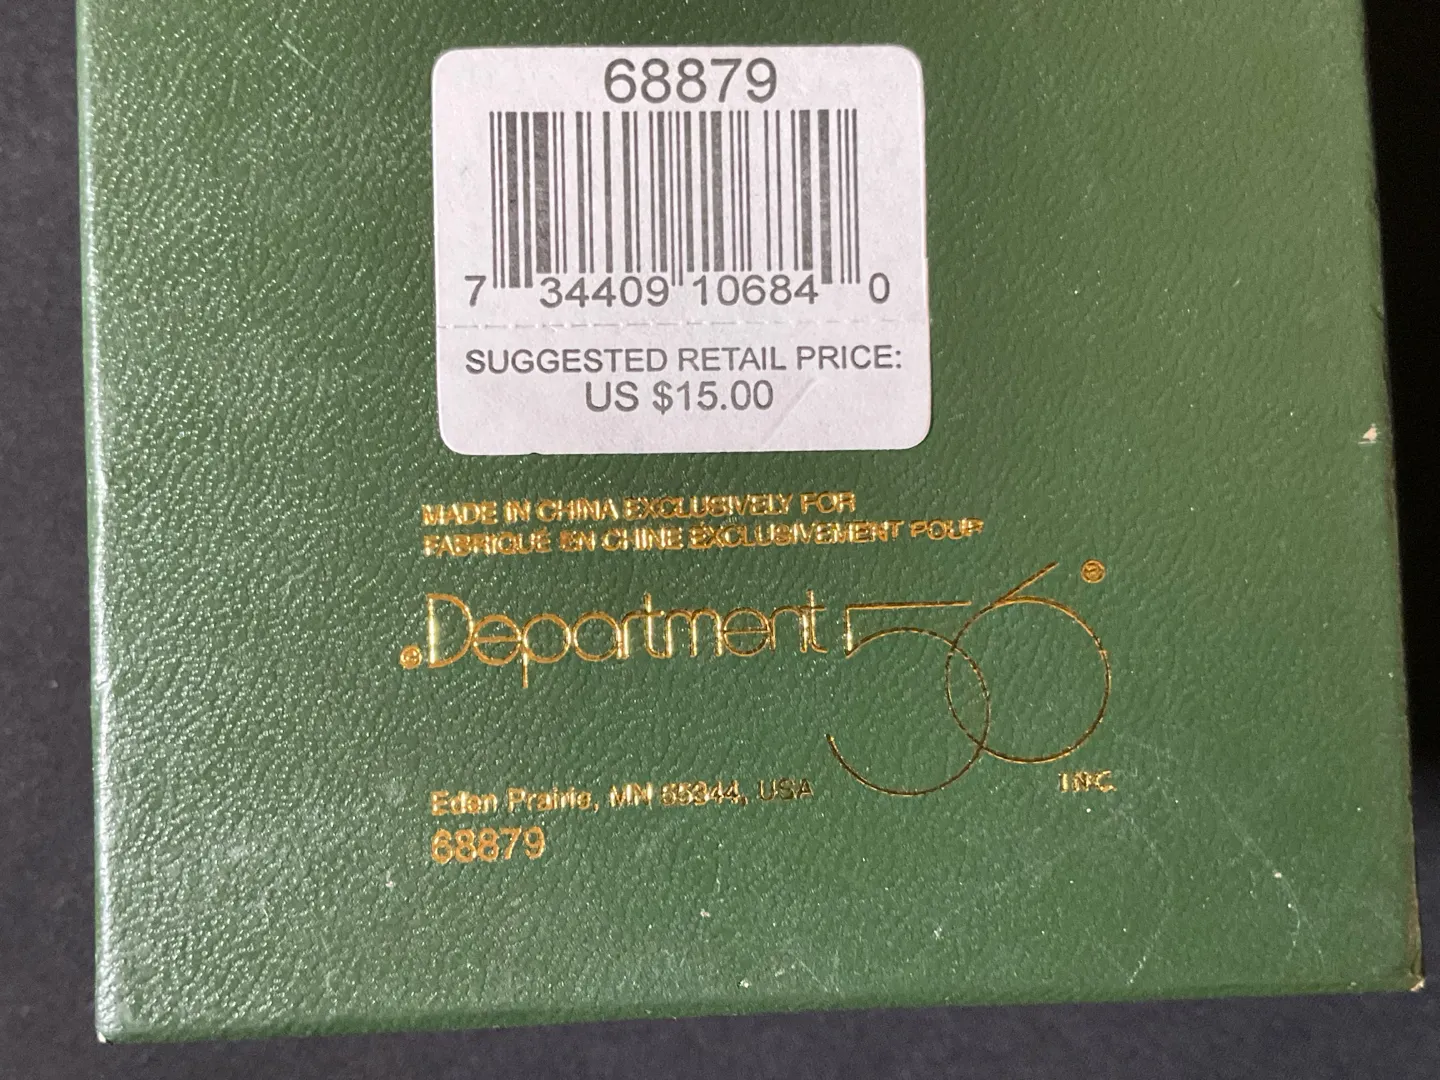 68879
7 34409 10684 0
SUGGESTED RETAIL PRICE:
US $15.00
MADE IN CHINA EXCLUSIVELY FOR
FABRIQUE EN CHINE EXCLUSIVEMENT POUR
®Department 56®
INC.
Eden Prairie, MN 55344, USA
68879